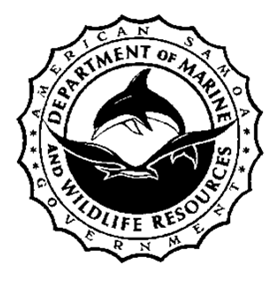 AMERICAN SAMOA
GOVERNMENT
DEPARTMENT OF MARINE
AND WILDLIFE RESOURCES